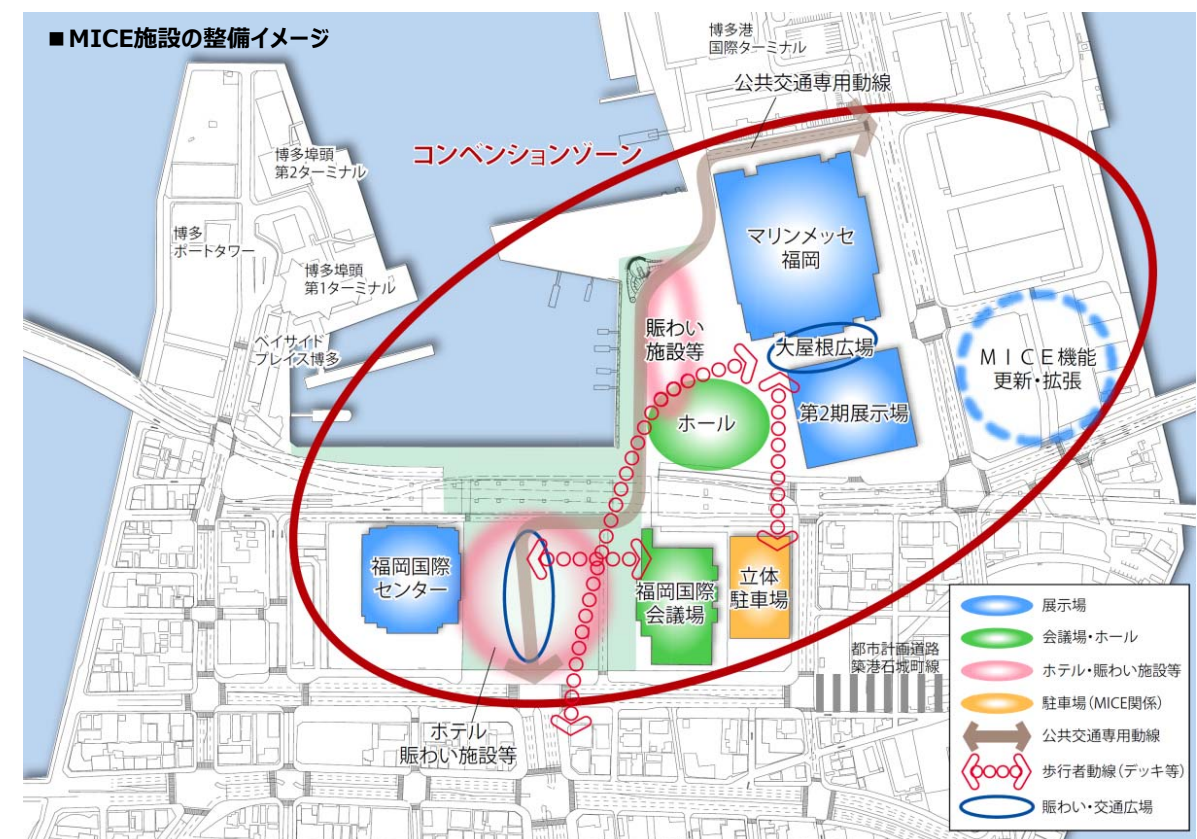 ■MICE施設の整備イメージ
博多港
国際ターミナル
公共交通専用動線
コンベンションゾーン
博多埠頭
第2ターミナル
博多
ポートタワー
博多埠頭
第1ターミナル
ベイサイド
プレイス博多
マリンメッセ
福岡
賑わい
施設等
大屋根広場
MICE機能
更新・拡張
ホール
第2期展示場
福岡国際
センター
福岡国際
会議場
立体
駐車場
都市計画道路
築港石城町線
ホテル
賑わい施設等
展示場
会議場・ホール
ホテル・賑わい施設等
駐車場(MICE関係)
公共交通専用動線
歩行者動線(デッキ等)
賑わい・交通広場